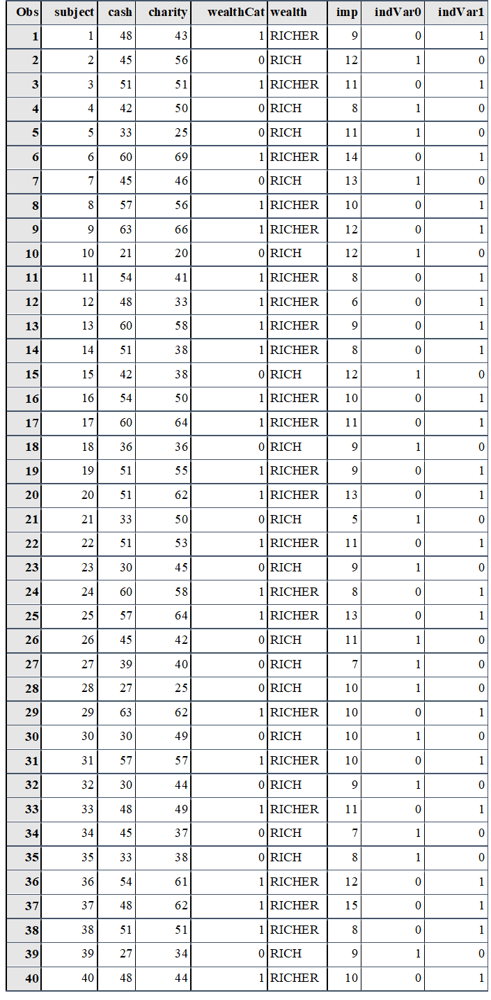 Obs subject cash charity wealthCat wealth imp indVar0 indVar1
1 1 48 43 1 RICHER 9 0 1
2 2 45 56 0 RICH 12 1 0
3 3 51 51 1 RICHER 11 0 1
4 4 42 50 0 RICH 8 1 0
5 5 33 25 0 RICH 11 1 0
6 6 60 69 1 RICHER 14 0 1
7 7 45 46 0 RICH 13 1 0
8 8 57 56 1 RICHER 10 0 1
9 9 63 66 1 RICHER 12 0 1
10 10 21 20 0 RICH 12 1 0
11 11 54 41 1 RICHER 8 0 1
12 12 48 33 1 RICHER 6 0 1
13 13 60 58 1 RICHER 9 0 1
14 14 51 38 1 RICHER 8 0 1
15 15 42 38 0 RICH 12 1 0
16 16 54 50 1 RICHER 10 0 1
17 17 60 64 1 RICHER 11 0 1
18 18 36 36 0 RICH 9 1 0
19 19 51 55 1 RICHER 9 0 1
20 20 51 62 1 RICHER 13 0 1
21 21 33 50 0 RICH 5 1 0
22 22 51 53 1 RICHER 11 0 1
23 23 30 45 0 RICH 9 1 0
24 24 60 58 1 RICHER 8 0 1
25 25 57 64 1 RICHER 13 0 1
26 26 45 42 0 RICH 11 1 0
27 27 39 40 0 RICH 7 1 0
28 28 27 25 0 RICH 10 1 0
29 29 63 62 1 RICHER 10 0 1
30 30 30 49 0 RICH 10 1 0
31 31 57 57 1 RICHER 10 0 1
32 32 30 44 0 RICH 9 1 0
33 33 48 49 1 RICHER 11 0 1
34 34 45 37 0 RICH 7 1 0
35 35 33 38 0 RICH 8 1 0
36 36 54 61 1 RICHER 12 0 1
37 37 48 62 1 RICHER 15 0 1
38 38 51 51 1 RICHER 8 0 1
39 39 27 34 0 RICH 9 1 0
40 40 48 44 1 RICHER 10 0 1